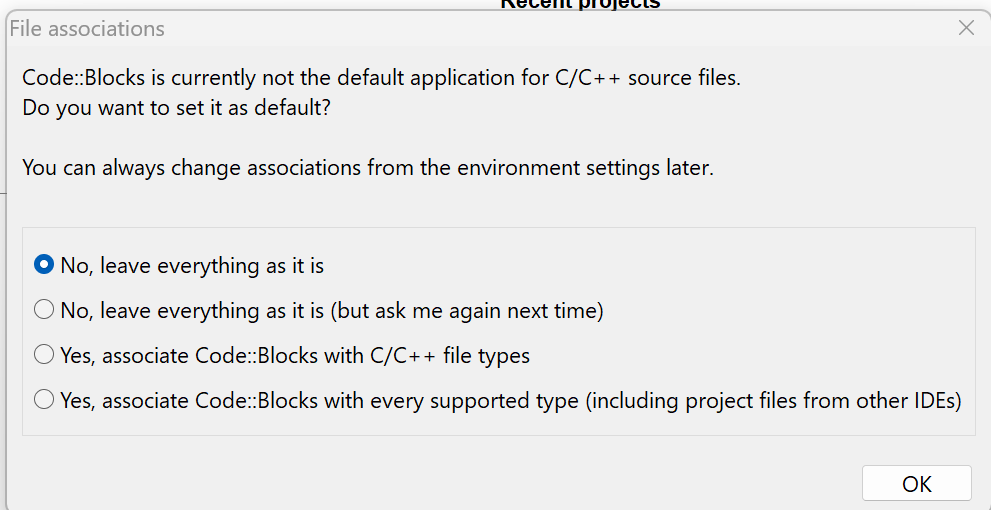 Recent projects
File associations
Code::Blocks is currently not the default application for C/C++ source files.
Do you want to set it as default?
You can always change associations from the environment settings later.
No, leave everything as it is
No, leave everything as it is (but ask me again next time)
Yes, associate Code::Blocks with C/C++ file types
Yes, associate Code::Blocks with every supported type (including project files from other IDEs)
OK